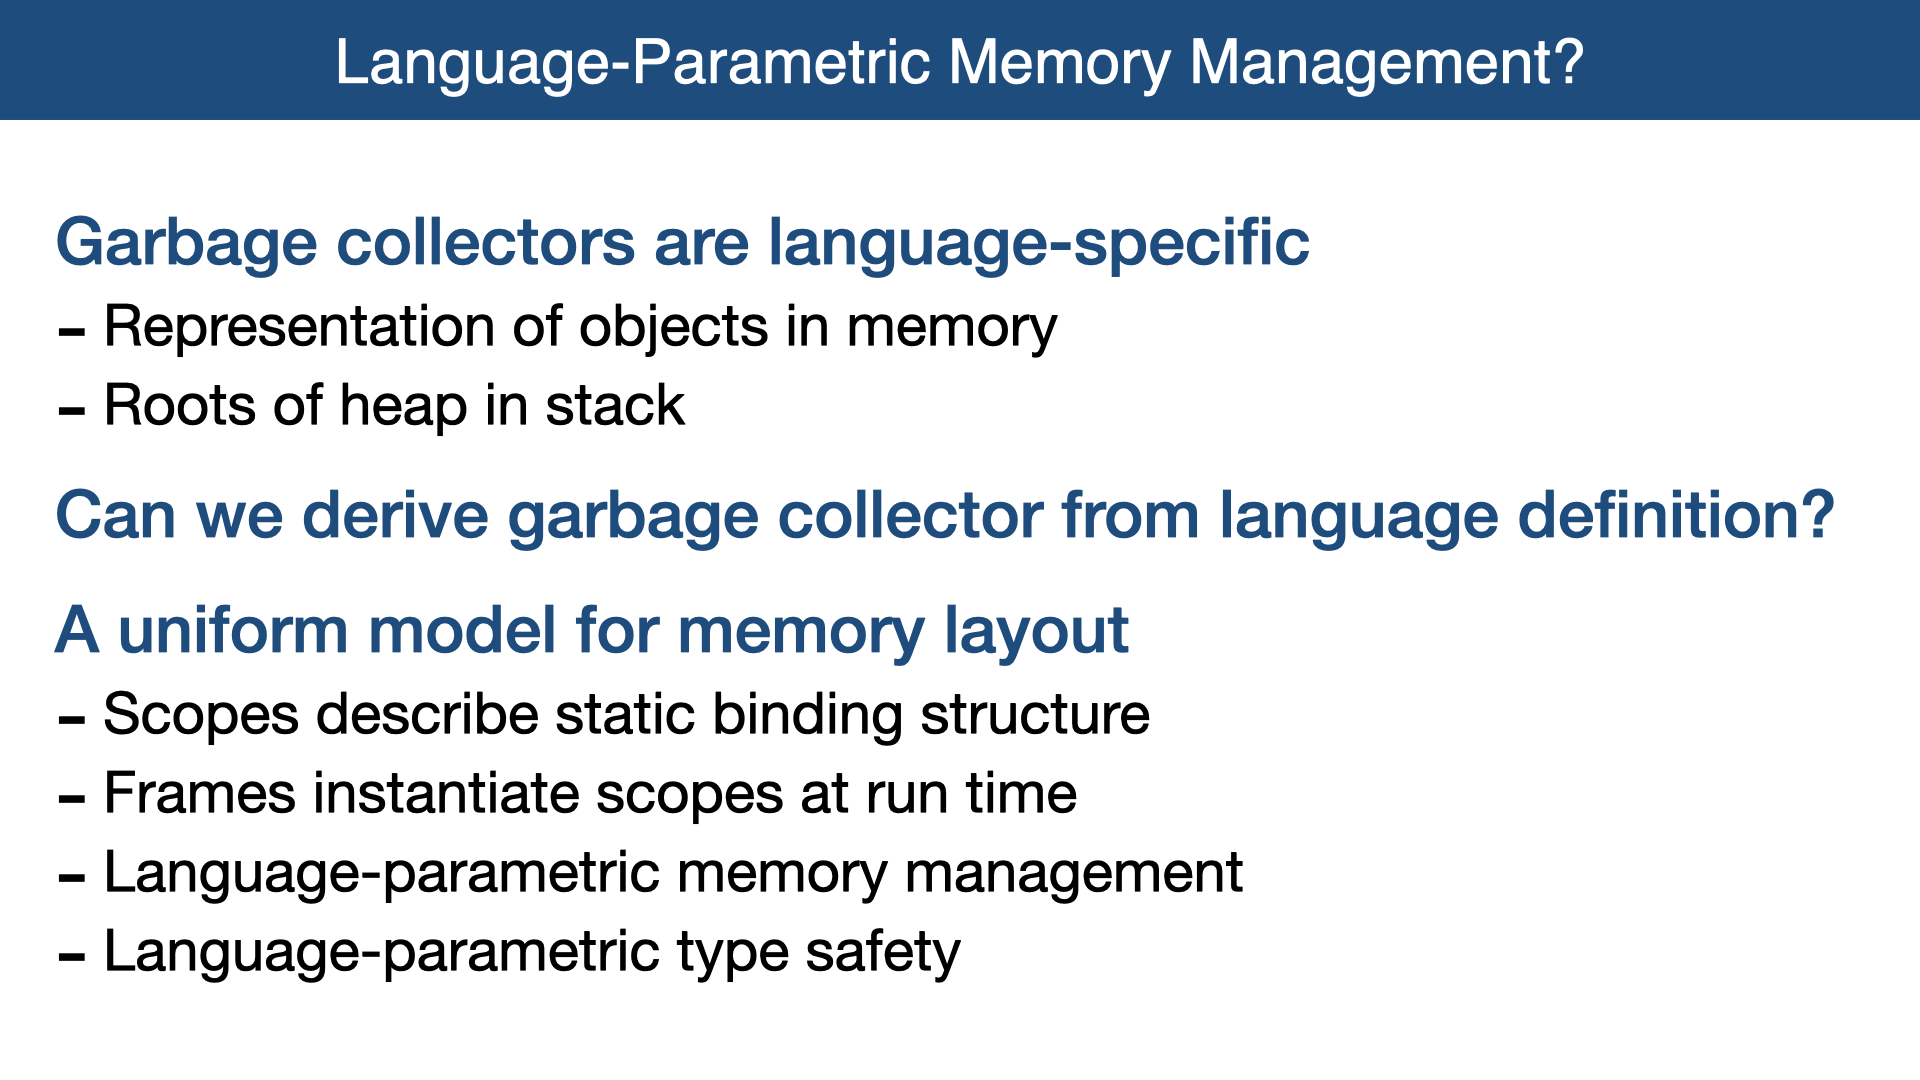 Language-Parametric Memory Management?
Garbage collectors are language-specific
- Representation of objects in memory
- Roots of heap in stack
Can we derive garbage collector from language definition?
A uniform model for memory layout
- Scopes describe static binding structure
- Frames instantiate scopes at run time
- Language-parametric memory management
- Language-parametric type safety